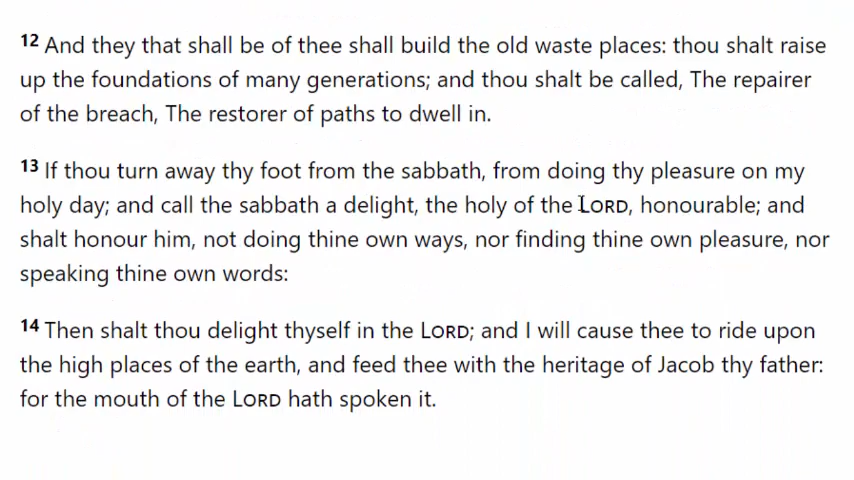 12 And they that shall be of thee shall build the old waste places: thou shalt raise
up the foundations of many generations; and thou shalt be called, The repairer
of the breach, The restorer of paths to dwell in.
13 If thou turn away thy foot from the sabbath, from doing thy pleasure on my
holy day; and call the sabbath a delight, the holy of the LORD, honourable; and
shalt honour him, not doing thine own ways, nor finding thine own pleasure, nor
speaking thine own words:
14 Then shalt thou delight thyself in the LORD; and I will cause thee to ride upon
the high places of the earth, and feed thee with the heritage of Jacob thy father:
for the mouth of the LORD hath spoken it.